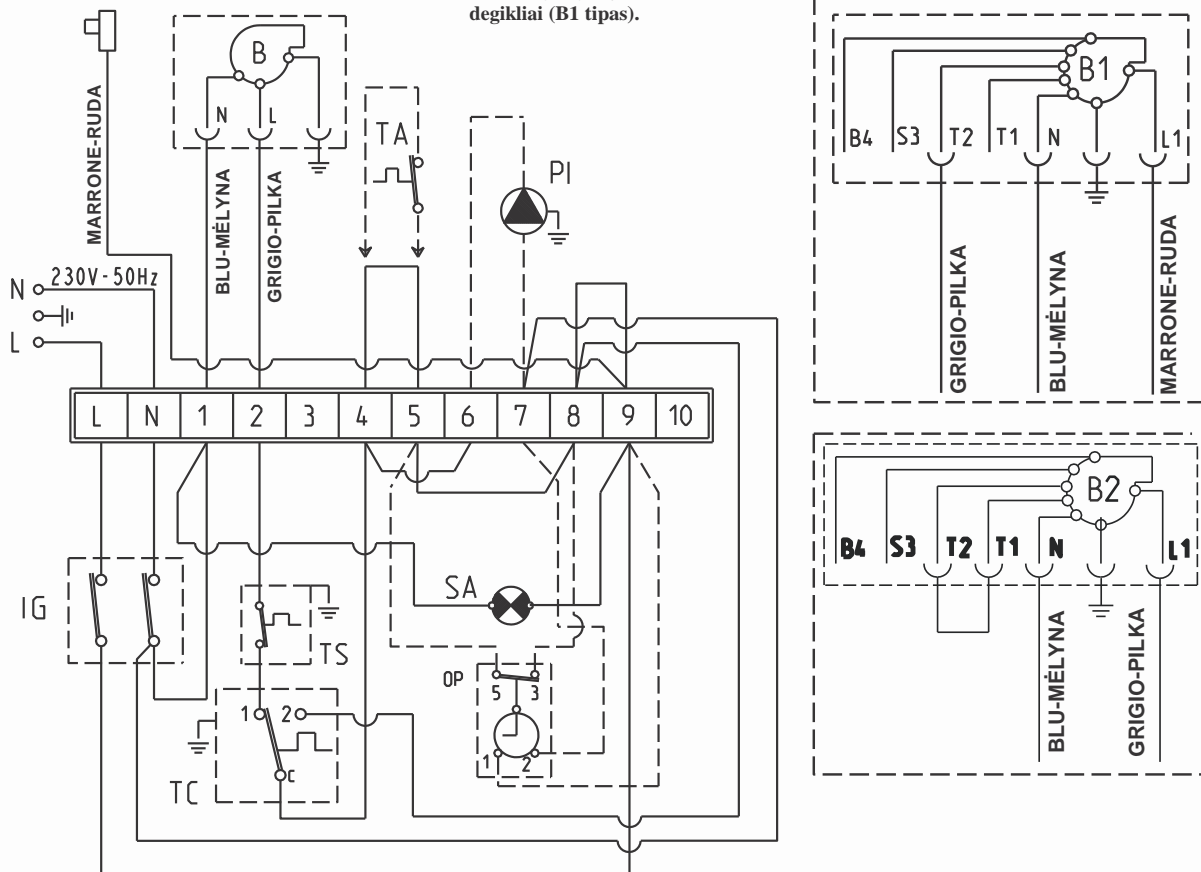 degikliai (B1 tipas).
MARRONE-RUDA
B
N L
BLU-MĖLYNA
GRIGIO-PILKA
TA
PI
N 230V-50Hz
L
L N 1 2 3 4 5 6 7 8 9 10
IG
TS
SA
OP
5 3
1 2
1 2
C
TC
B1
B4 S3 T2 T1 N L1
GRIGIO-PILKA
BLU-MĖLYNA
MARRONE-RUDA
B2
B4 S3 T2 T1 N L1
BLU-MĖLYNA
GRIGIO-PILKA